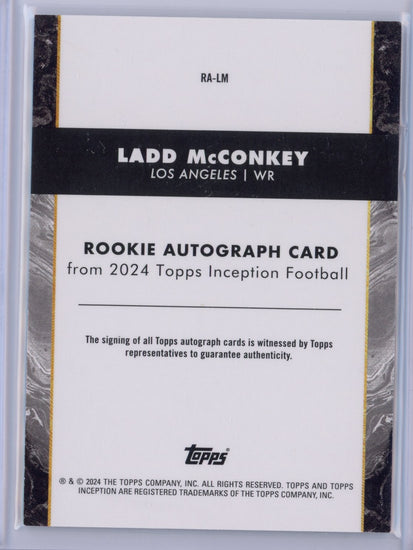 RA-LM
LADD McCONKEY
LOS ANGELES | WR
ROOKIE AUTOGRAPH CARD
from 2024 Topps Inception Football
The signing of all Topps autograph cards is witnessed by Topps
representatives to guarantee authenticity.
topps
® & © 2024 THE TOPPS COMPANY, INC. ALL RIGHTS RESERVED. TOPPS AND TOPPS
INCEPTION ARE REGISTERED TRADEMARKS OF THE TOPPS COMPANY, INC.